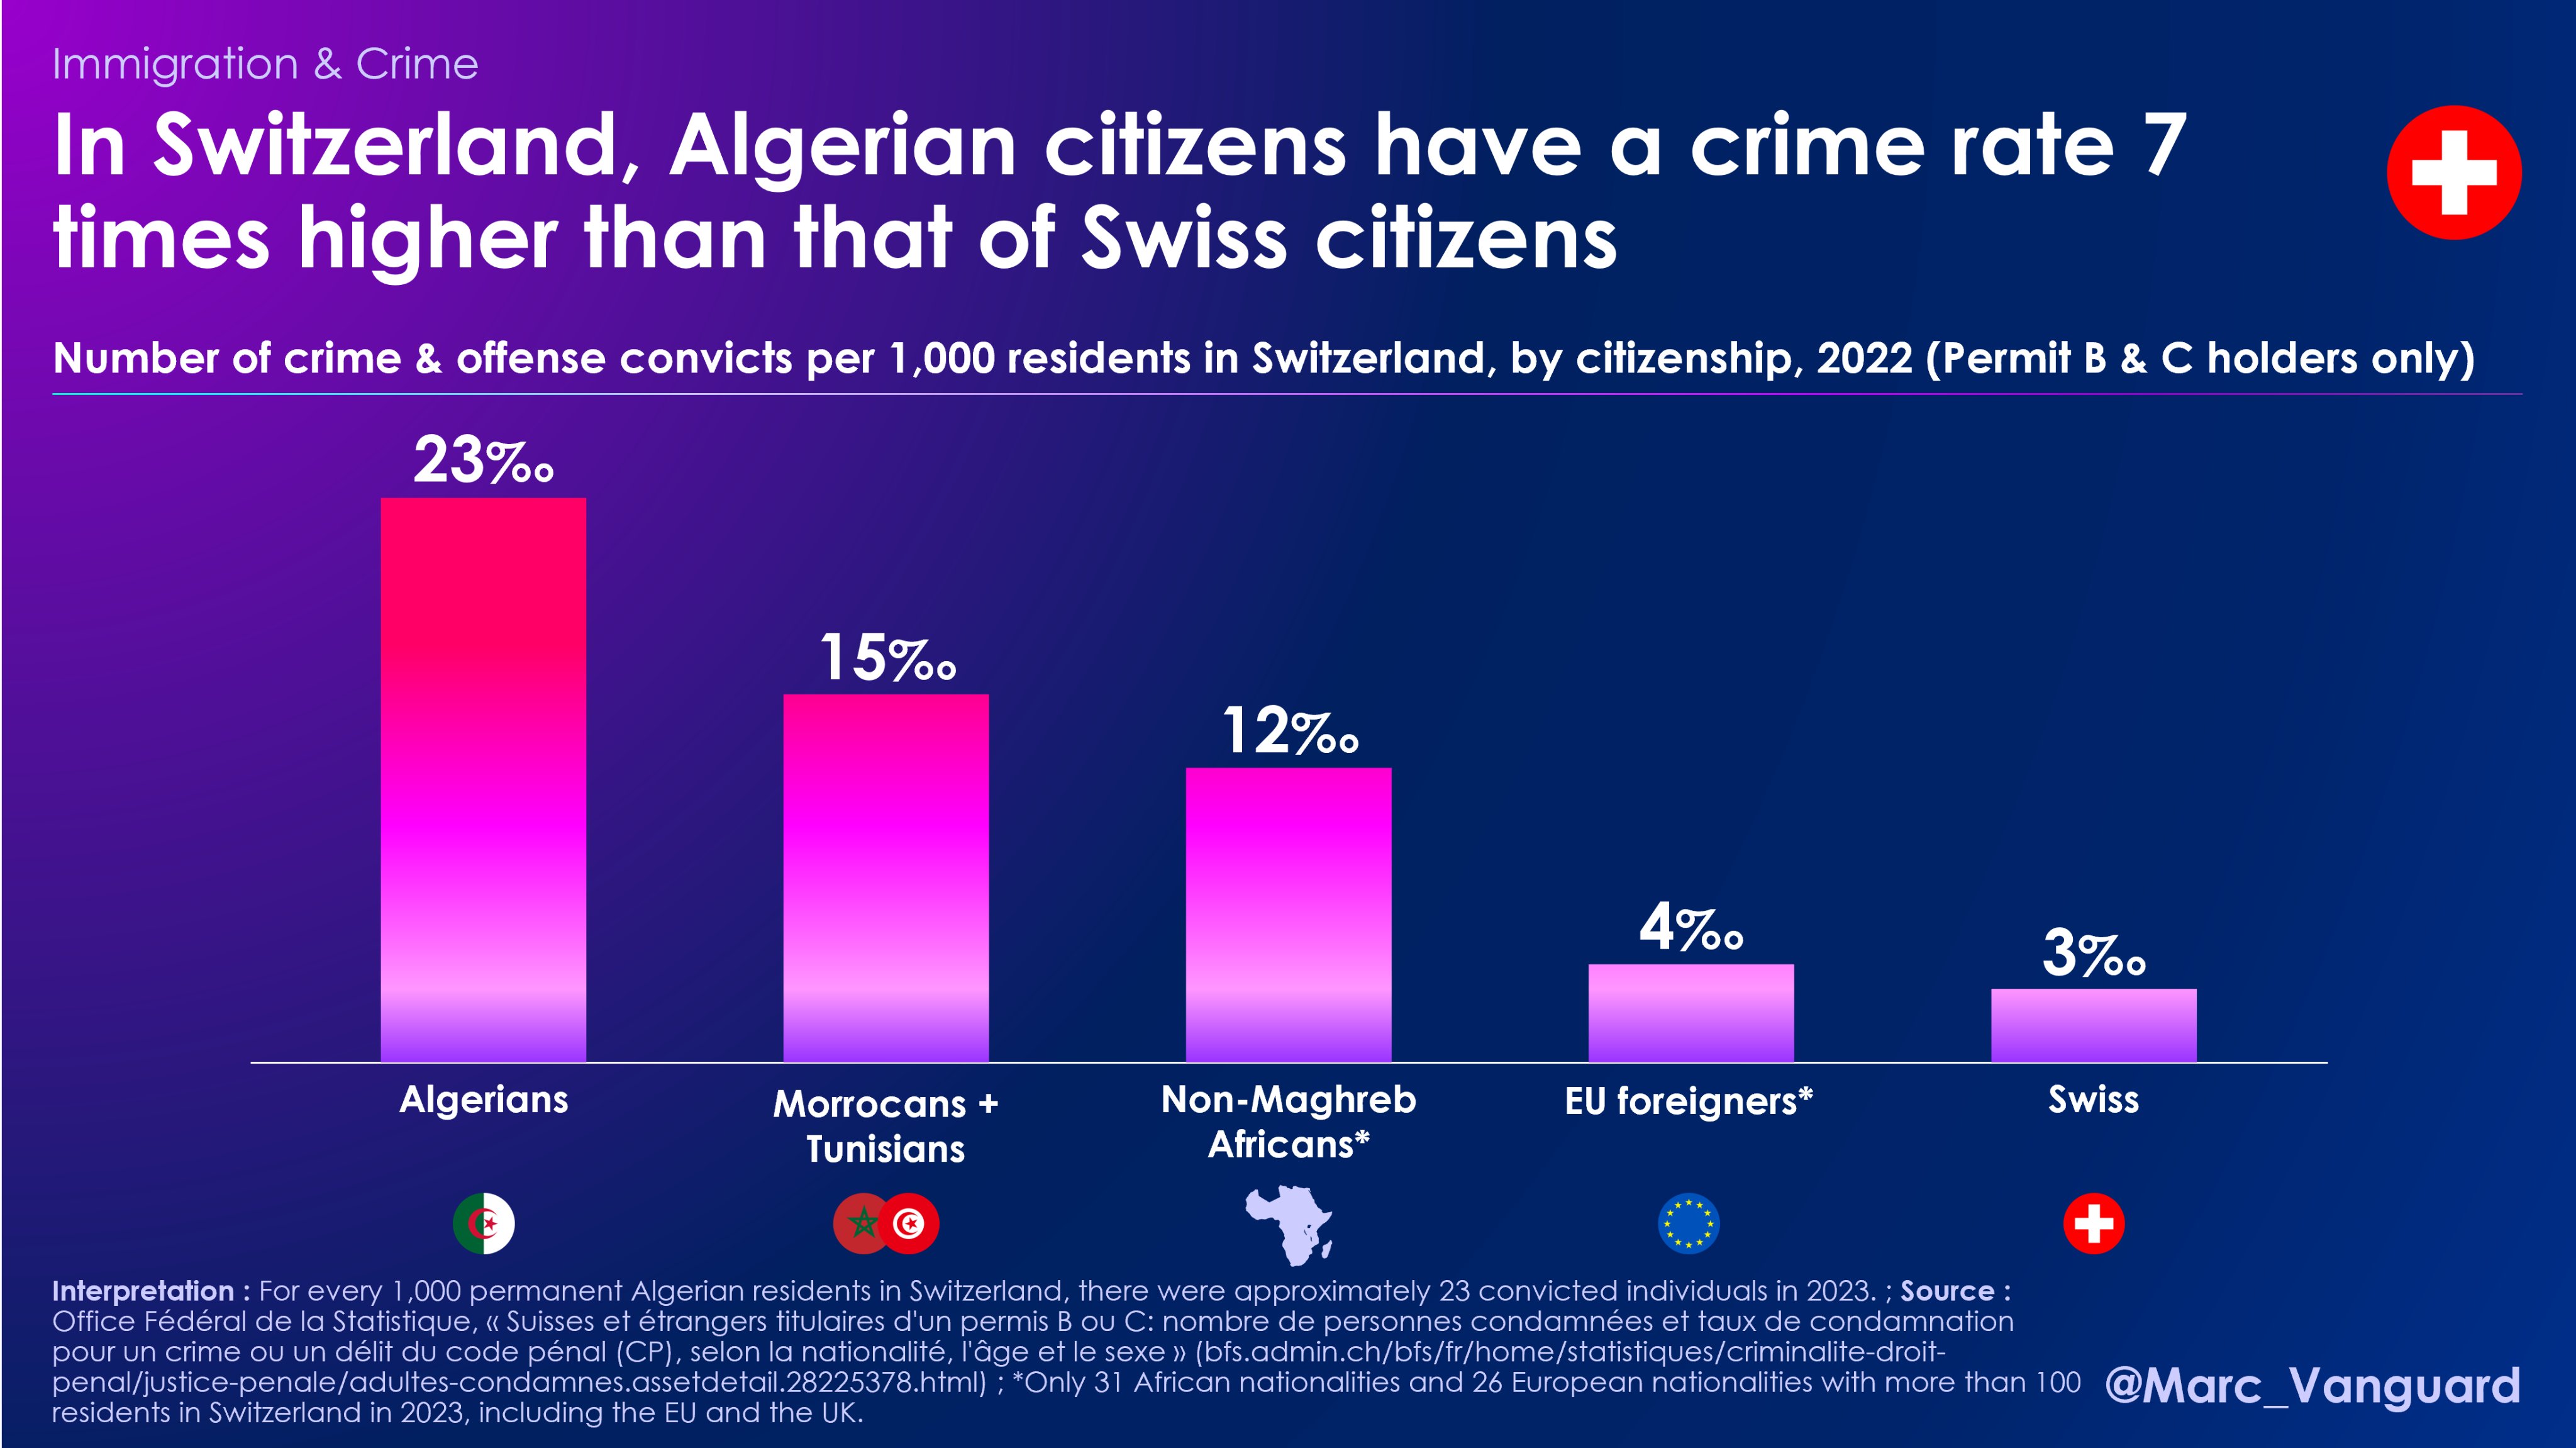 Immigration & Crime
In Switzerland, Algerian citizens have a crime rate 7
times higher than that of Swiss citizens
Number of crime & offense convicts per 1,000 residents in Switzerland, by citizenship, 2022 (Permit B & C holders only)
23‰
15‰
12‰
4‰
3‰
Algerians
Morrocans +
Tunisians
Non-Maghreb
Africans*
EU foreigners*
Swiss
Interpretation : For every 1,000 permanent Algerian residents in Switzerland, there were approximately 23 convicted individuals in 2023. ; Source :
Office Fédéral de la Statistique, « Suisses et étrangers titulaires d'un permis B ou C: nombre de personnes condamnées et taux de condamnation
pour un crime ou un délit du code pénal (CP), selon la nationalité, l'âge et le sexe » (bfs.admin.ch/bfs/fr/home/statistiques/criminalite-droit-
penal/justice-penale/adultes-condamnes.assetdetail.28225378.html) ; *Only 31 African nationalities and 26 European nationalities with more than 100
residents in Switzerland in 2023, including the EU and the UK.
@Marc_Vanguard